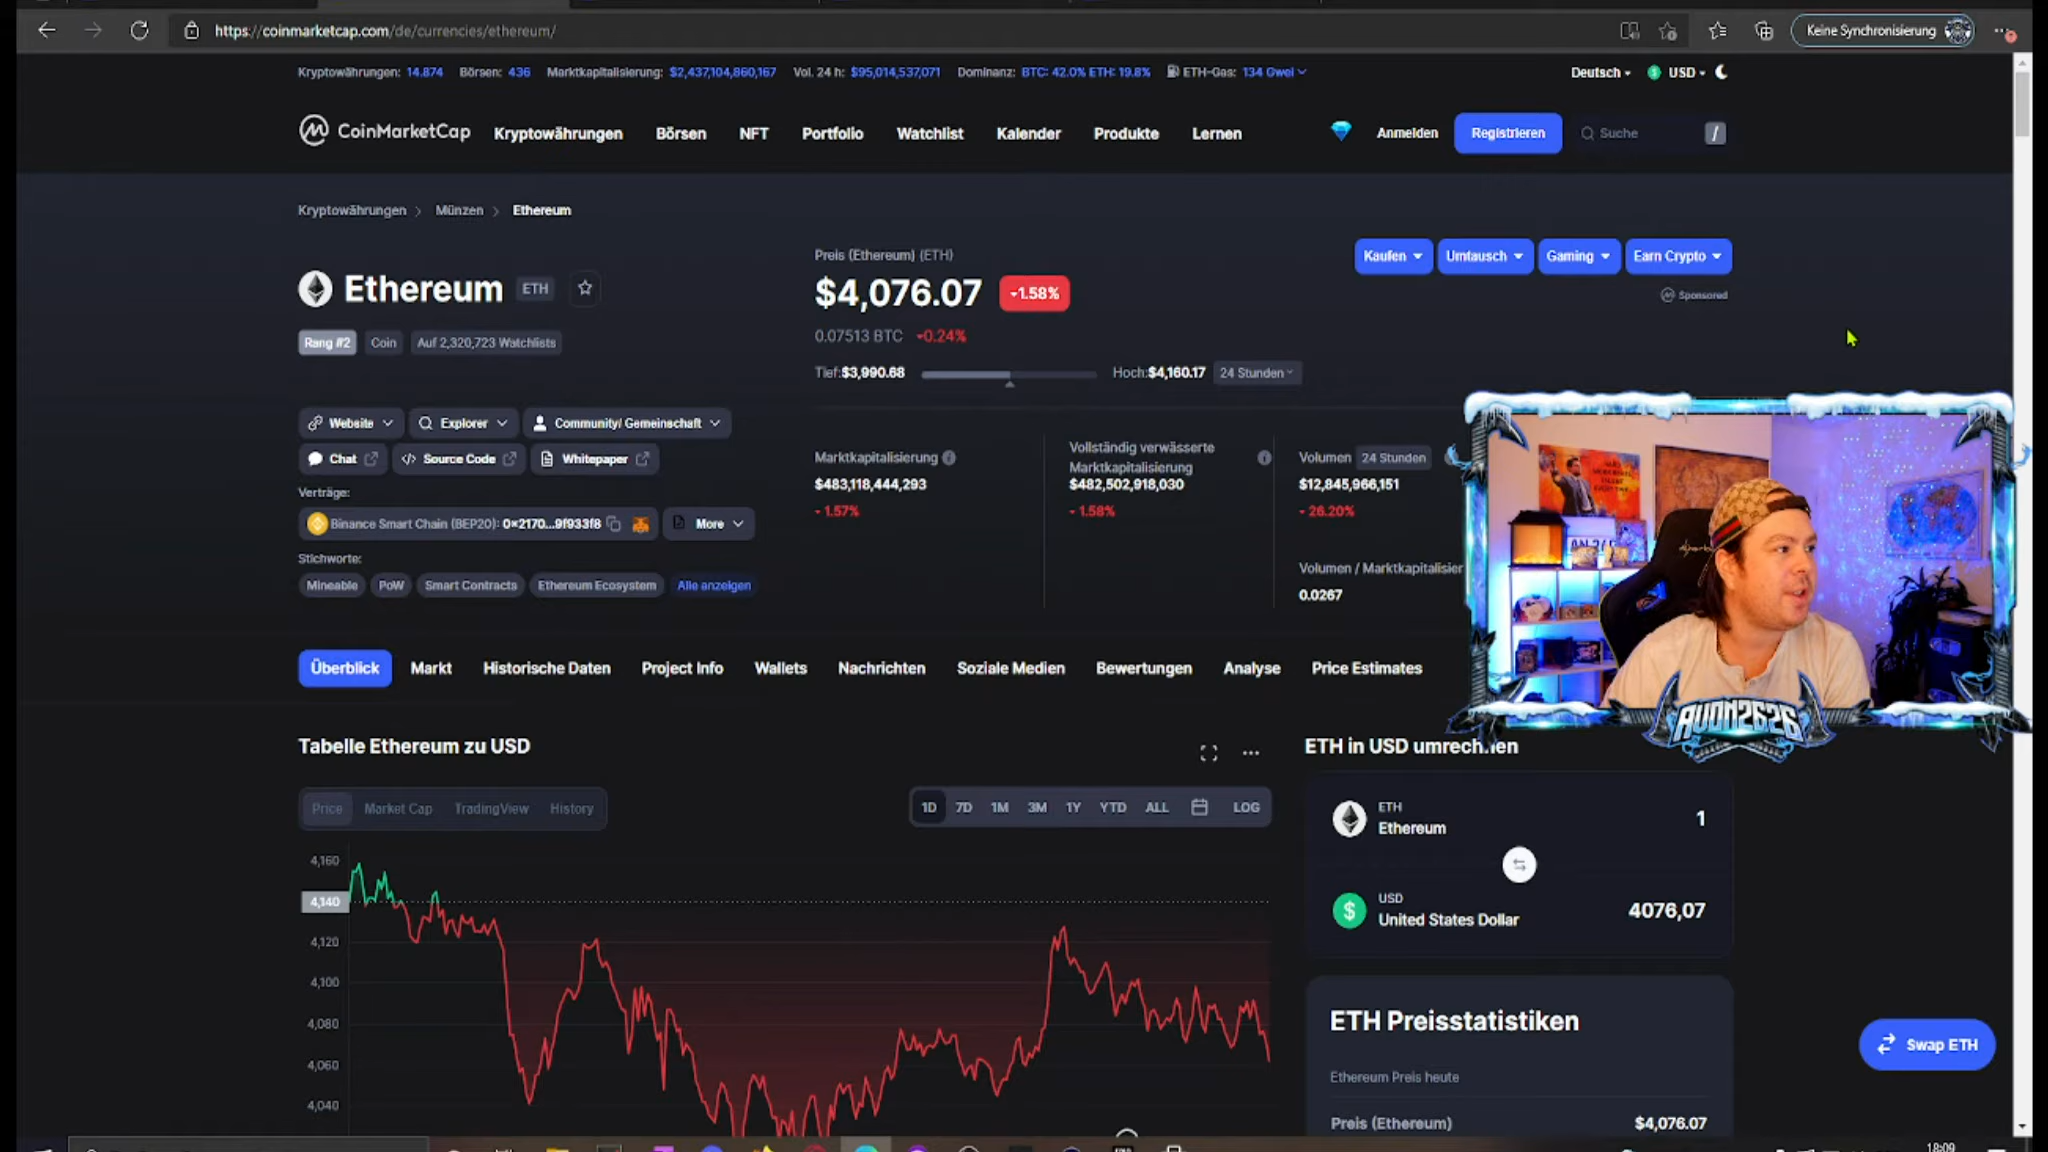 https://coinmarketcap.com/de/currencies/ethereum/
Keine Synchronisierung
Kryptowährungen: 14.874 Börsen: 436 Marktkapitalisierung: $2,437,104,860,167 Vol. 24 h: $95,014,537,071 Dominanz: BTC: 42.0% ETH: 19.8% ETH-Gas: 134 Gwei
Deutsch USD
CoinMarketCap Kryptowährungen Börsen NFT Portfolio Watchlist Kalender Produkte Lernen Anmelden Registrieren Suche /
Kryptowährungen > Münzen > Ethereum
Preis (Ethereum) (ETH)
Kaufen Umtausch Gaming Earn Crypto
Ethereum ETH
$4,076.07 -1.58%
Sponsored
0.07513 BTC -0.24%
Rang #2 Coin Auf 2,320,723 Watchlists
Tief:$3,990.68 Hoch:$4,160.17 24 Stunden
Website Explorer Community/ Gemeinschaft
Chat Source Code Whitepaper
Marktkapitalisierung
$483,118,444,293
- 1.57%
Vollständig verwässerte
Marktkapitalisierung
$482,502,918,030
- 1.58%
Volumen 24 Stunden
$12,845,966,151
- 26.20%
Volumen / Marktkapitalisier
0.0267
Verträge:
Binance Smart Chain (BEP20): 0x2170...9f933f8 More
Stichworte:
Mineable PoW Smart Contracts Ethereum Ecosystem Alle anzeigen
AVON2626
Überblick Markt Historische Daten Project Info Wallets Nachrichten Soziale Medien Bewertungen Analyse Price Estimates
Tabelle Ethereum zu USD
Price Market Cap TradingView History
1D 7D 1M 3M 1Y YTD ALL LOG
4,160
4,140
4,120
4,100
4,080
4,060
4,040
ETH in USD umrechnen
ETH
Ethereum
1
USD
United States Dollar
4076,07
ETH Preisstatistiken
Ethereum Preis heute
Preis (Ethereum) $4,076.07
Swap ETH
18:09